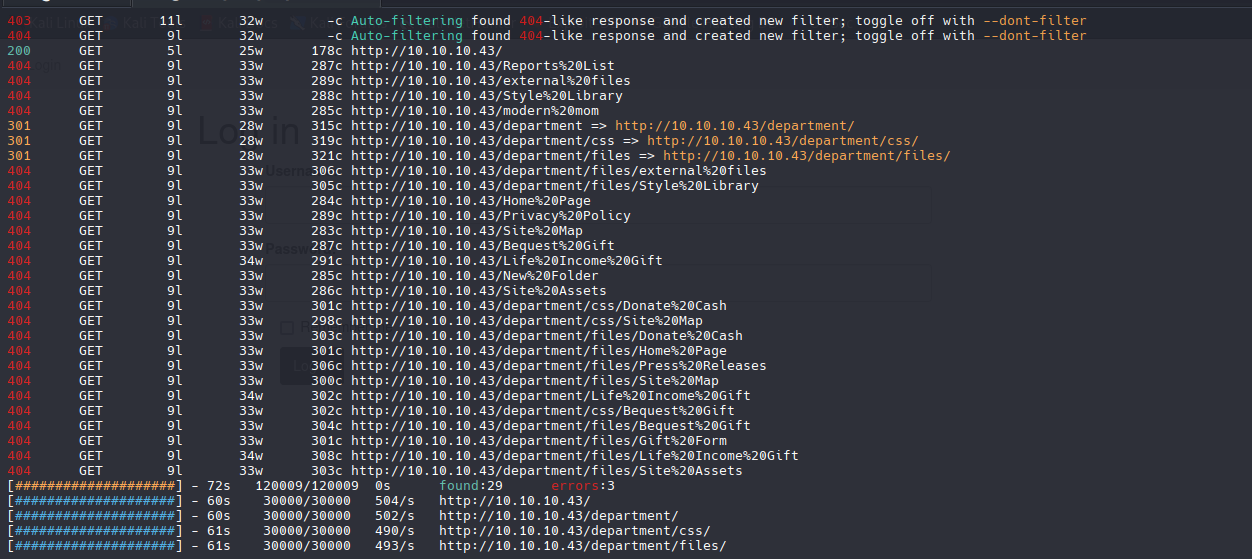 403 GET 11l 32w -c Auto-filtering found 404-like response and created new filter; toggle off with --dont-filter
404 GET 9l 32w -c Auto-filtering found 404-like response and created new filter; toggle off with --dont-filter
200 GET 5l 25w 178c http://10.10.10.43/
404 GET 9l 33w 287c http://10.10.10.43/Reports%20List
404 GET 9l 33w 289c http://10.10.10.43/external%20files
404 GET 9l 33w 288c http://10.10.10.43/Style%20Library
404 GET 9l 33w 285c http://10.10.10.43/modern%20mom
301 GET 9l 28w 315c http://10.10.10.43/department => http://10.10.10.43/department/
301 GET 9l 28w 319c http://10.10.10.43/department/css => http://10.10.10.43/department/css/
301 GET 9l 28w 321c http://10.10.10.43/department/files => http://10.10.10.43/department/files/
404 GET 9l 33w 306c http://10.10.10.43/department/files/external%20files
404 GET 9l 33w 305c http://10.10.10.43/department/files/Style%20Library
404 GET 9l 33w 284c http://10.10.10.43/Home%20Page
404 GET 9l 33w 289c http://10.10.10.43/Privacy%20Policy
404 GET 9l 33w 283c http://10.10.10.43/Site%20Map
404 GET 9l 33w 287c http://10.10.10.43/Bequest%20Gift
404 GET 9l 34w 291c http://10.10.10.43/Life%20Income%20Gift
404 GET 9l 33w 285c http://10.10.10.43/New%20Folder
404 GET 9l 33w 286c http://10.10.10.43/Site%20Assets
404 GET 9l 33w 301c http://10.10.10.43/department/css/Donate%20Cash
404 GET 9l 33w 298c http://10.10.10.43/department/css/Site%20Map
404 GET 9l 33w 303c http://10.10.10.43/department/files/Donate%20Cash
404 GET 9l 33w 301c http://10.10.10.43/department/files/Home%20Page
404 GET 9l 33w 306c http://10.10.10.43/department/files/Press%20Releases
404 GET 9l 33w 300c http://10.10.10.43/department/files/Site%20Map
404 GET 9l 34w 302c http://10.10.10.43/department/Life%20Income%20Gift
404 GET 9l 33w 302c http://10.10.10.43/department/css/Bequest%20Gift
404 GET 9l 33w 304c http://10.10.10.43/department/files/Bequest%20Gift
404 GET 9l 33w 301c http://10.10.10.43/department/files/Gift%20Form
404 GET 9l 34w 308c http://10.10.10.43/department/files/Life%20Income%20Gift
404 GET 9l 33w 303c http://10.10.10.43/department/files/Site%20Assets
[####################] - 72s 120009/120009 0s found:29 errors:3
[####################] - 60s 30000/30000 504/s http://10.10.10.43/
[####################] - 60s 30000/30000 502/s http://10.10.10.43/department/
[####################] - 61s 30000/30000 490/s http://10.10.10.43/department/css/
[####################] - 61s 30000/30000 493/s http://10.10.10.43/department/files/